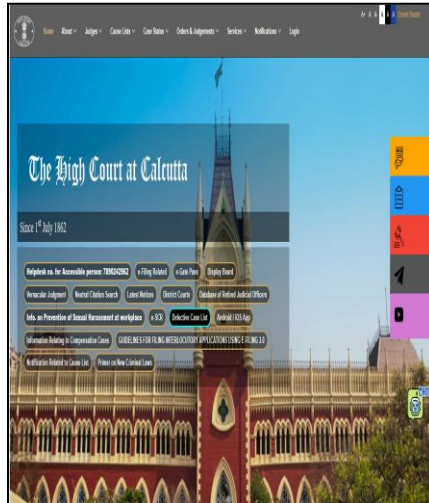 A+ A A A A Screen Reader
Home About Judges Cause Lists Case Status Orders & Judgements Services Notifications Login
The High Court at Calcutta
Since 1st July 1862
Helpdesk no. for Accessible person: 7890242962 e-Filing Related e-Gate Pass Display Board
Vernacular Judgment Neutral Citation Search Latest Notices District Courts Database of Retired Judicial Officers
Info. on Prevention of Sexual Harassment at workplace e-SCR Defective Case List Android / IOS App
Information Relating to Compensation Cases GUIDELINES FOR FILING INTERLOCUTORY APPLICATIONS USING E-FILING 3.0
Notification Related to Cause List Primer on New Criminal Laws